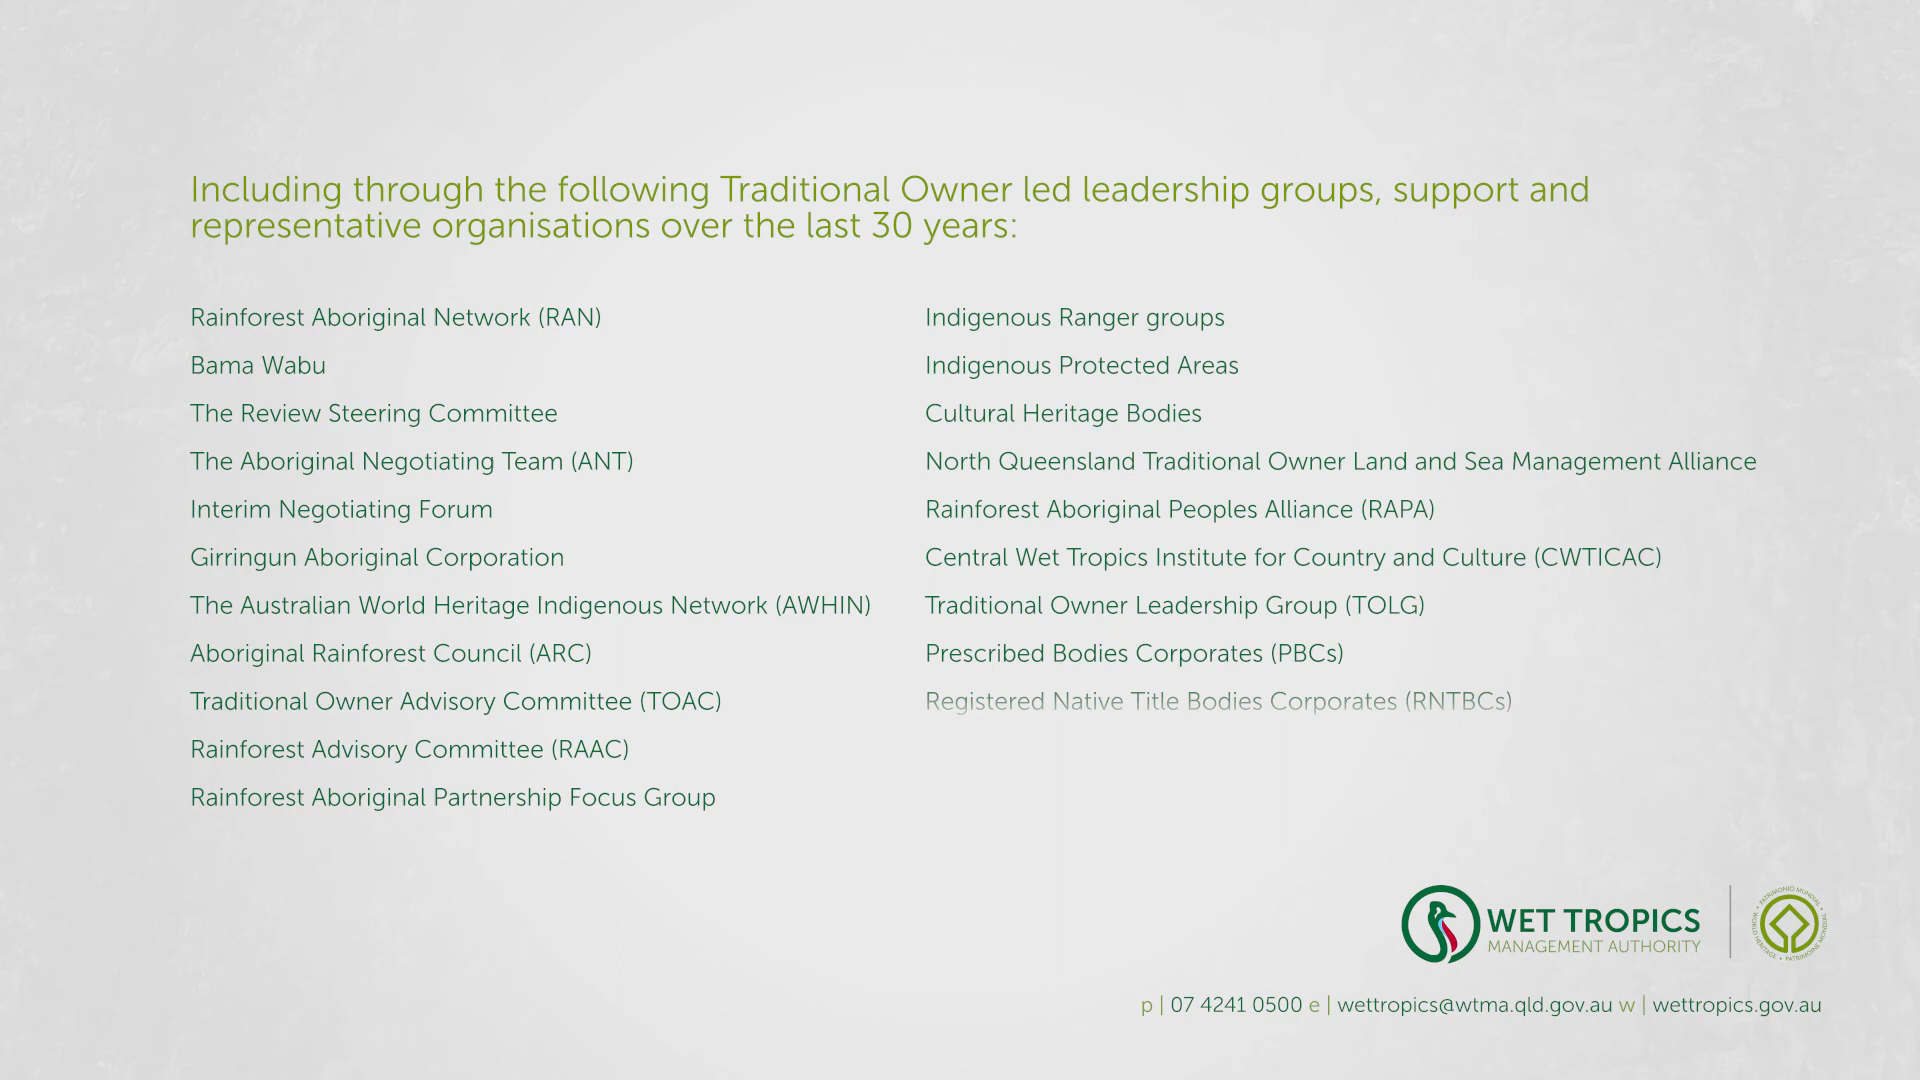 Including through the following Traditional Owner led leadership groups, support and
representative organisations over the last 30 years:
Rainforest Aboriginal Network (RAN)
Bama Wabu
The Review Steering Committee
The Aboriginal Negotiating Team (ANT)
Interim Negotiating Forum
Girringun Aboriginal Corporation
The Australian World Heritage Indigenous Network (AWHIN)
Aboriginal Rainforest Council (ARC)
Traditional Owner Advisory Committee (TOAC)
Rainforest Advisory Committee (RAAC)
Rainforest Aboriginal Partnership Focus Group
Indigenous Ranger groups
Indigenous Protected Areas
Cultural Heritage Bodies
North Queensland Traditional Owner Land and Sea Management Alliance
Rainforest Aboriginal Peoples Alliance (RAPA)
Central Wet Tropics Institute for Country and Culture (CWTICAC)
Traditional Owner Leadership Group (TOLG)
Prescribed Bodies Corporates (PBCs)
Registered Native Title Bodies Corporates (RNTBCs)
WET TROPICS
MANAGEMENT AUTHORITY
PATRIMONIO MUNDIAL • WORLD HERITAGE • PATRIMOINE MONDIAL •
p | 07 4241 0500 e | wettropics@wtma.qld.gov.au w | wettropics.gov.au